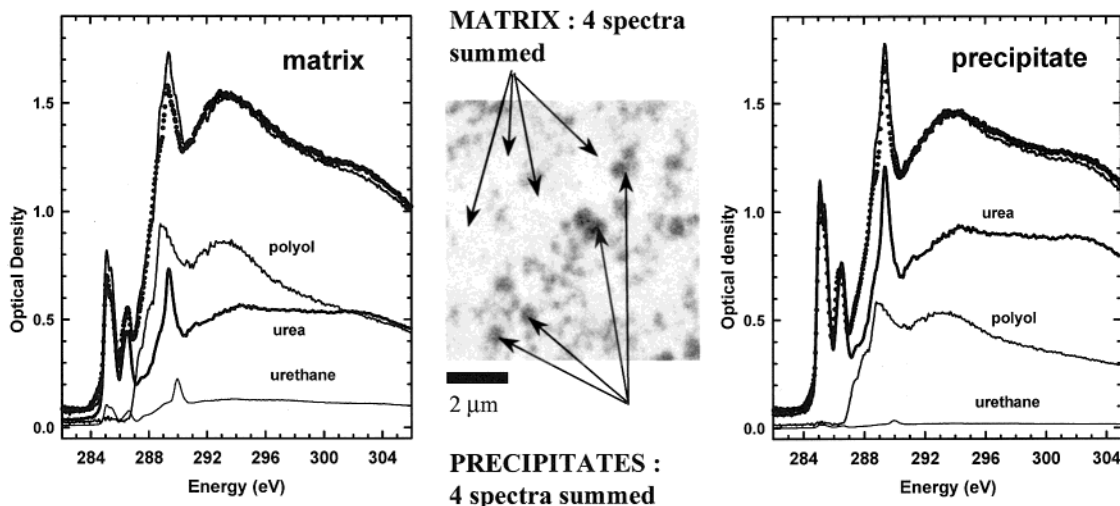 matrix
Optical Density
1.5
1.0
0.5
0.0
polyol
urea
urethane
284 288 292 296 300 304
Energy (eV)
MATRIX : 4 spectra
summed
2 μm
PRECIPITATES :
4 spectra summed
precipitate
Optical density
1.5
1.0
0.5
0.0
urea
polyol
urethane
284 288 292 296 300 304
Energy (eV)